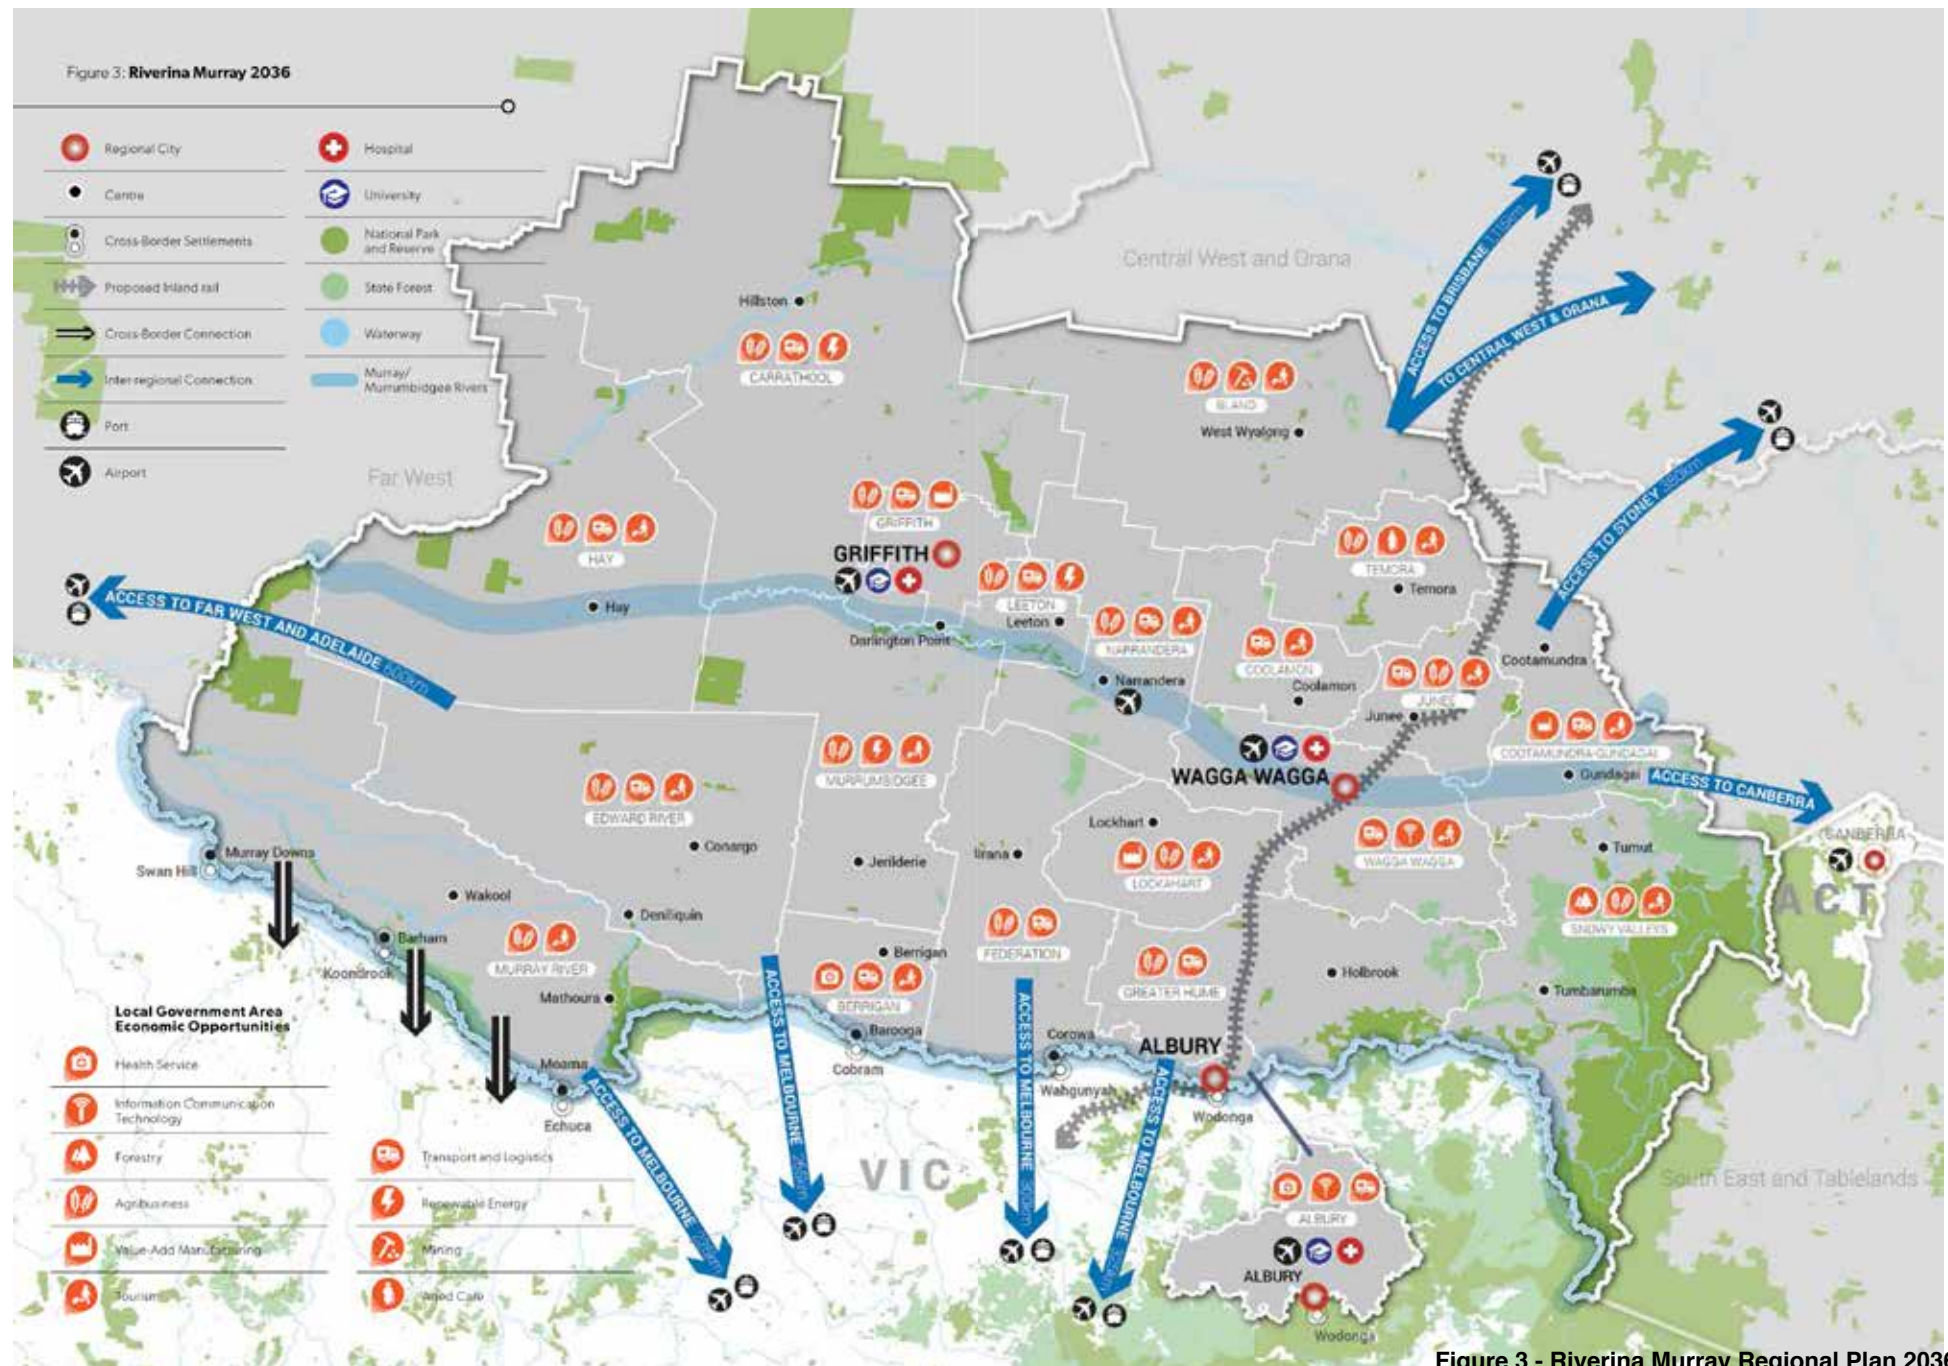 Figure 3: Riverina Murray 2036
Regional City
Centre
Cross-Border Settlements
Proposed Inland rail
Cross-Border Connection
Inter-regional Connection
Port
Airport
Hospital
University
National Park
and Reserve
State Forest
Waterway
Murray/
Murrumbidgee Rivers
Far West
Central West and Orana
ACCESS TO BRISBANE 1115km
TO CENTRAL WEST & ORANA
ACCESS TO SYDNEY 380km
Hillston
CARRATHOOL
BLAND
West Wyalong
GRIFFITH
GRIFFITH
HAY
Hay
TEMORA
Temora
LEETON
Leeton
Darlington Point
NARRANDERA
Narrandera
COOLAMON
Coolamon
JUNEE
Junee
Cootamundra
COOTAMUNDRA-GUNDAGAI
Gundagai
ACCESS TO FAR WEST AND ADELAIDE 600km
ACCESS TO CANBERRA
CANBERRA
ACT
MURRUMBIDGEE
WAGGA WAGGA
EDWARD RIVER
Conargo
Jerilderie
Urana
Lockhart
LOCKAHART
WAGGA WAGGA
Tumut
SNOWY VALLEYS
Murray Downs
Swan Hill
Wakool
Deniliquin
Barham
Koondrook
MURRAY RIVER
Mathoura
Berrigan
BERRIGAN
FEDERATION
GREATER HUME
Holbrook
Tumbarumba
Barooga
Cobram
Corowa
Wahgunyah
ALBURY
Wodonga
Moama
Echuca
ACCESS TO MELBOURNE
ACCESS TO MELBOURNE
ACCESS TO MELBOURNE 300km
ACCESS TO MELBOURNE
VIC
South East and Tablelands
ALBURY
ALBURY
Wodonga
Local Government Area
Economic Opportunities
Health Service
Information Communication
Technology
Forestry
Agribusiness
Value-Add Manufacturing
Tourism
Transport and Logistics
Renewable Energy
Mining
Aged Care
Figure 3 - Riverina Murray Regional Plan 2036